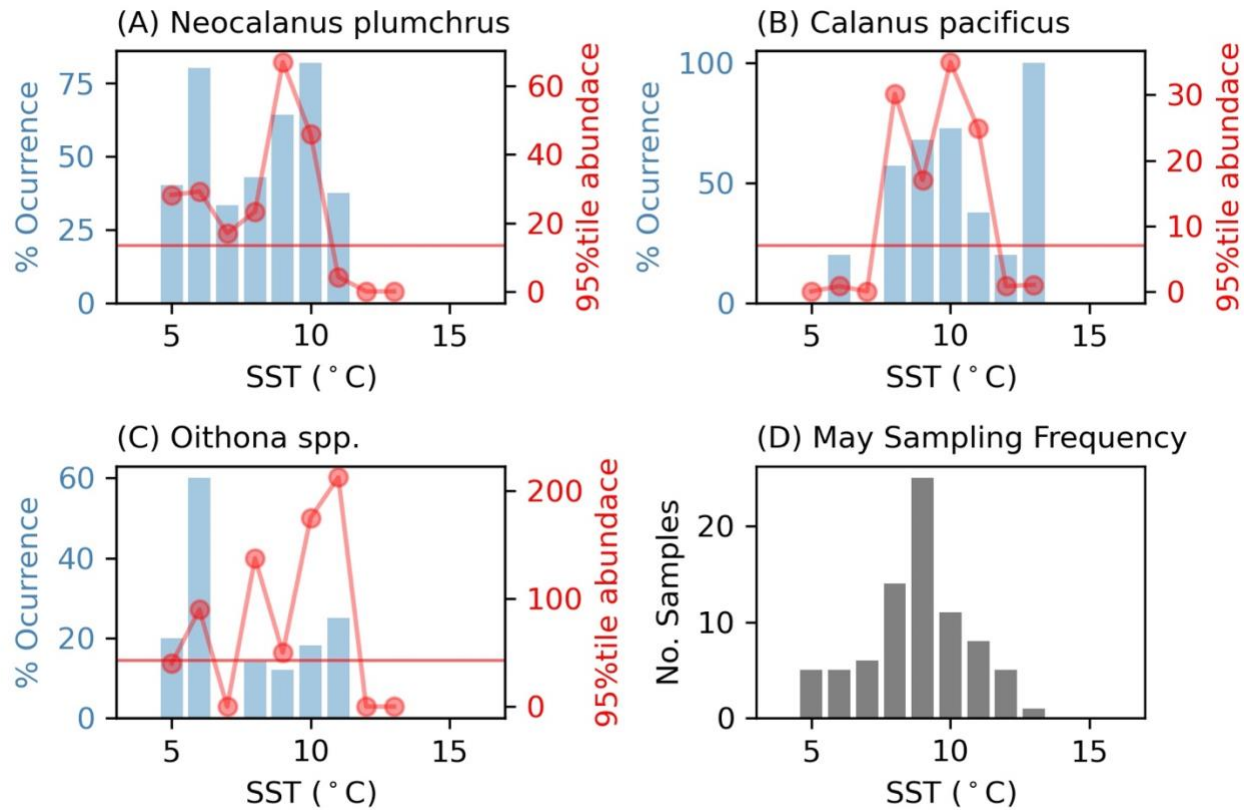 (A) Neocalanus plumchrus
75
50
25
0
% Ocurrence
60
40
20
0
95%tile abundace
5 10 15
SST (°C)
(B) Calanus pacificus
100
50
0
% Ocurrence
30
20
10
0
95%tile abundace
5 10 15
SST (°C)
(C) Oithona spp.
60
40
20
0
% Ocurrence
200
100
0
95%tile abundace
5 10 15
SST (°C)
(D) May Sampling Frequency
20
10
0
No. Samples
5 10 15
SST (°C)